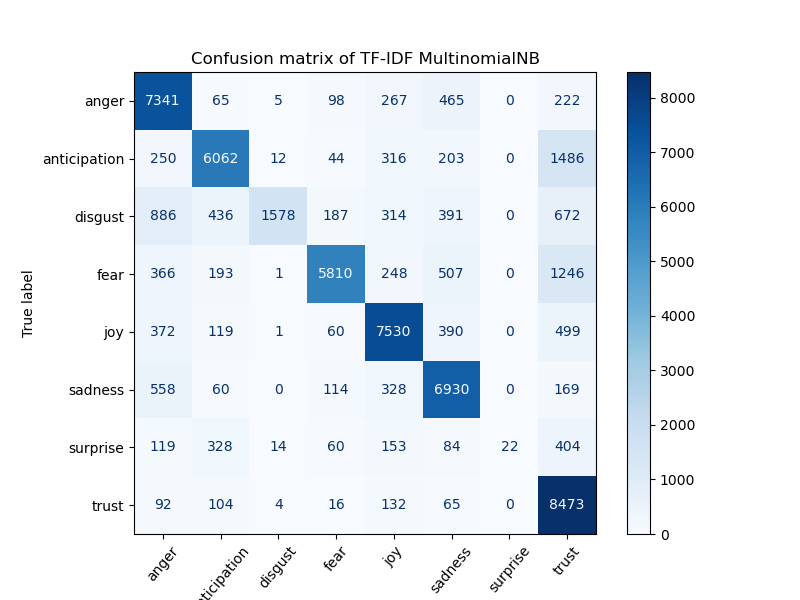 Confusion matrix of TF-IDF MultinomialNB
anger 7341 65 5 98 267 465 0 222
anticipation 250 6062 12 44 316 203 0 1486
disgust 886 436 1578 187 314 391 0 672
fear 366 193 1 5810 248 507 0 1246
joy 372 119 1 60 7530 390 0 499
sadness 558 60 0 114 328 6930 0 169
surprise 119 328 14 60 153 84 22 404
trust 92 104 4 16 132 65 0 8473
True label
anger ticipation disgust fear joy sadness surprise trust
8000
7000
6000
5000
4000
3000
2000
1000
0